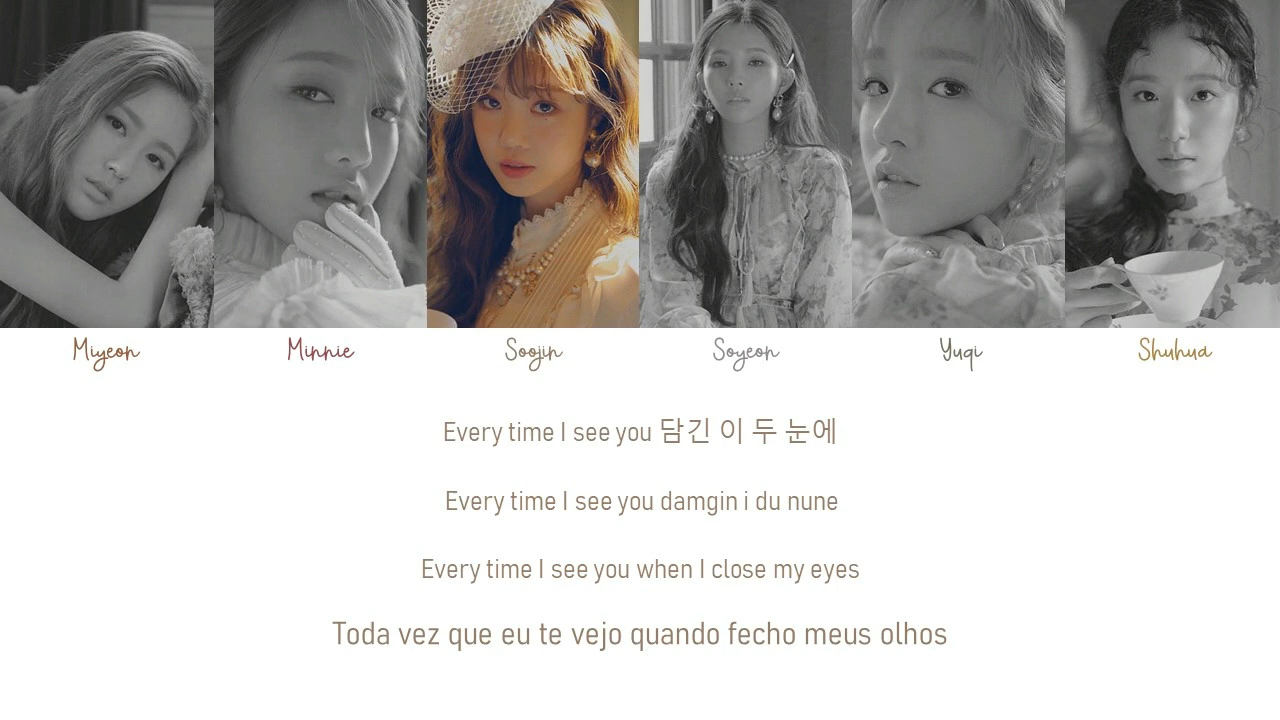 Miyeon
Minnie
Soojin
Soyeon
Yuqi
Shuhua
Every time I see you 담긴 이 두 눈에
Every time I see you damgin i du nune
Every time I see you when I close my eyes
Toda vez que eu te vejo quando fecho meus olhos